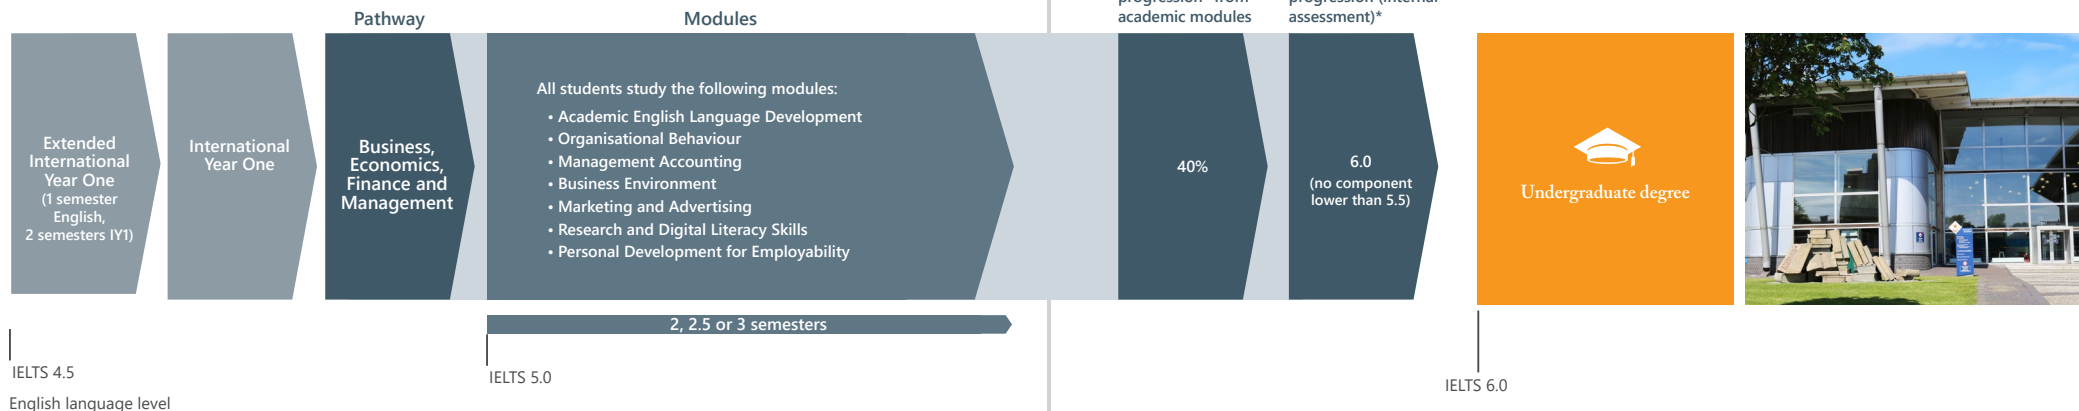 Pathway
Modules
progression* from
academic modules
progression (internal
assessment)*
Extended
International
Year One
(1 semester
English,
2 semesters IY1)
International
Year One
Business,
Economics,
Finance and
Management
All students study the following modules:
• Academic English Language Development
• Organisational Behaviour
• Management Accounting
• Business Environment
• Marketing and Advertising
• Research and Digital Literacy Skills
• Personal Development for Employability
40%
6.0
(no component
lower than 5.5)
Undergraduate degree
2, 2.5 or 3 semesters
IELTS 4.5
IELTS 5.0
IELTS 6.0
English language level